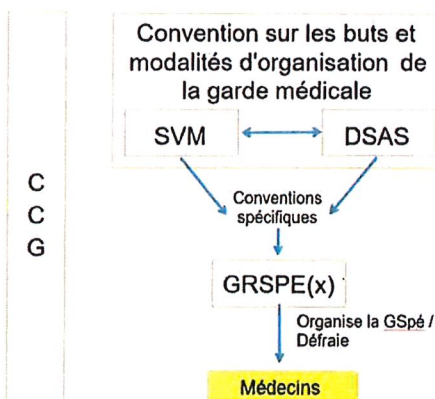 Convention sur les buts et
modalités d'organisation de
la garde médicale
SVM
DSAS
C
C
G
Conventions
spécifiques
GRSPE(x)
Organise la GSpé /
Défraie
Médecins